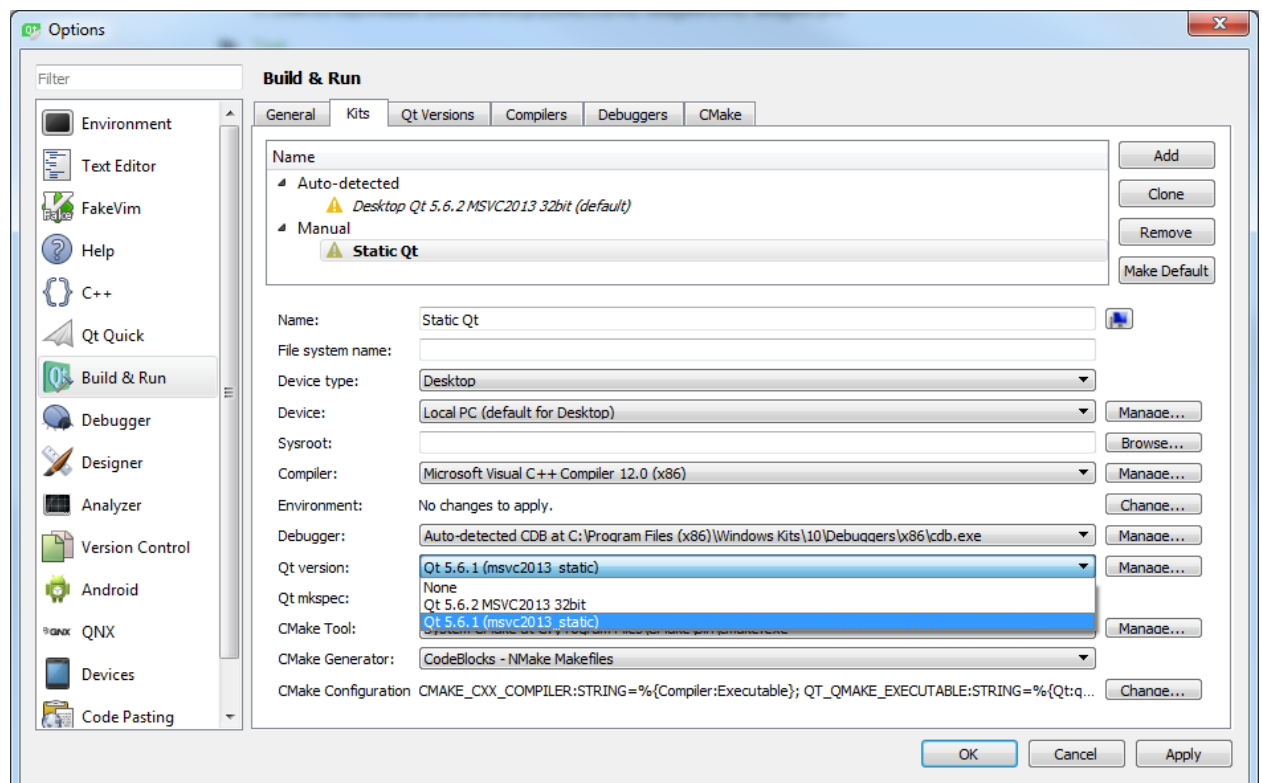 Options
Filter
Environment
Text Editor
FakeVim
Help
C++
Qt Quick
Build & Run
Debugger
Designer
Analyzer
Version Control
Android
QNX
Devices
Code Pasting
Build & Run
General Kits Qt Versions Compilers Debuggers CMake
Name
Auto-detected
Desktop Qt 5.6.2 MSVC2013 32bit (default)
Manual
Static Qt
Add
Clone
Remove
Make Default
Name: Static Qt
File system name:
Device type: Desktop
Device: Local PC (default for Desktop) Manage...
Sysroot: Browse...
Compiler: Microsoft Visual C++ Compiler 12.0 (x86) Manage...
Environment: No changes to apply. Change...
Debugger: Auto-detected CDB at C:\Program Files (x86)\Windows Kits\10\Debuggers\x86\cdb.exe Manage...
Qt version: Qt 5.6.1 (msvc2013_static) Manage...
None
Qt mkspec:
Qt 5.6.2 MSVC2013 32bit
Qt 5.6.1 (msvc2013_static)
CMake Tool: Manage...
CMake Generator: CodeBlocks - NMake Makefiles
CMake Configuration CMAKE_CXX_COMPILER:STRING=%{Compiler:Executable}; QT_QMAKE_EXECUTABLE:STRING=%{Qt:q... Change...
OK Cancel Apply